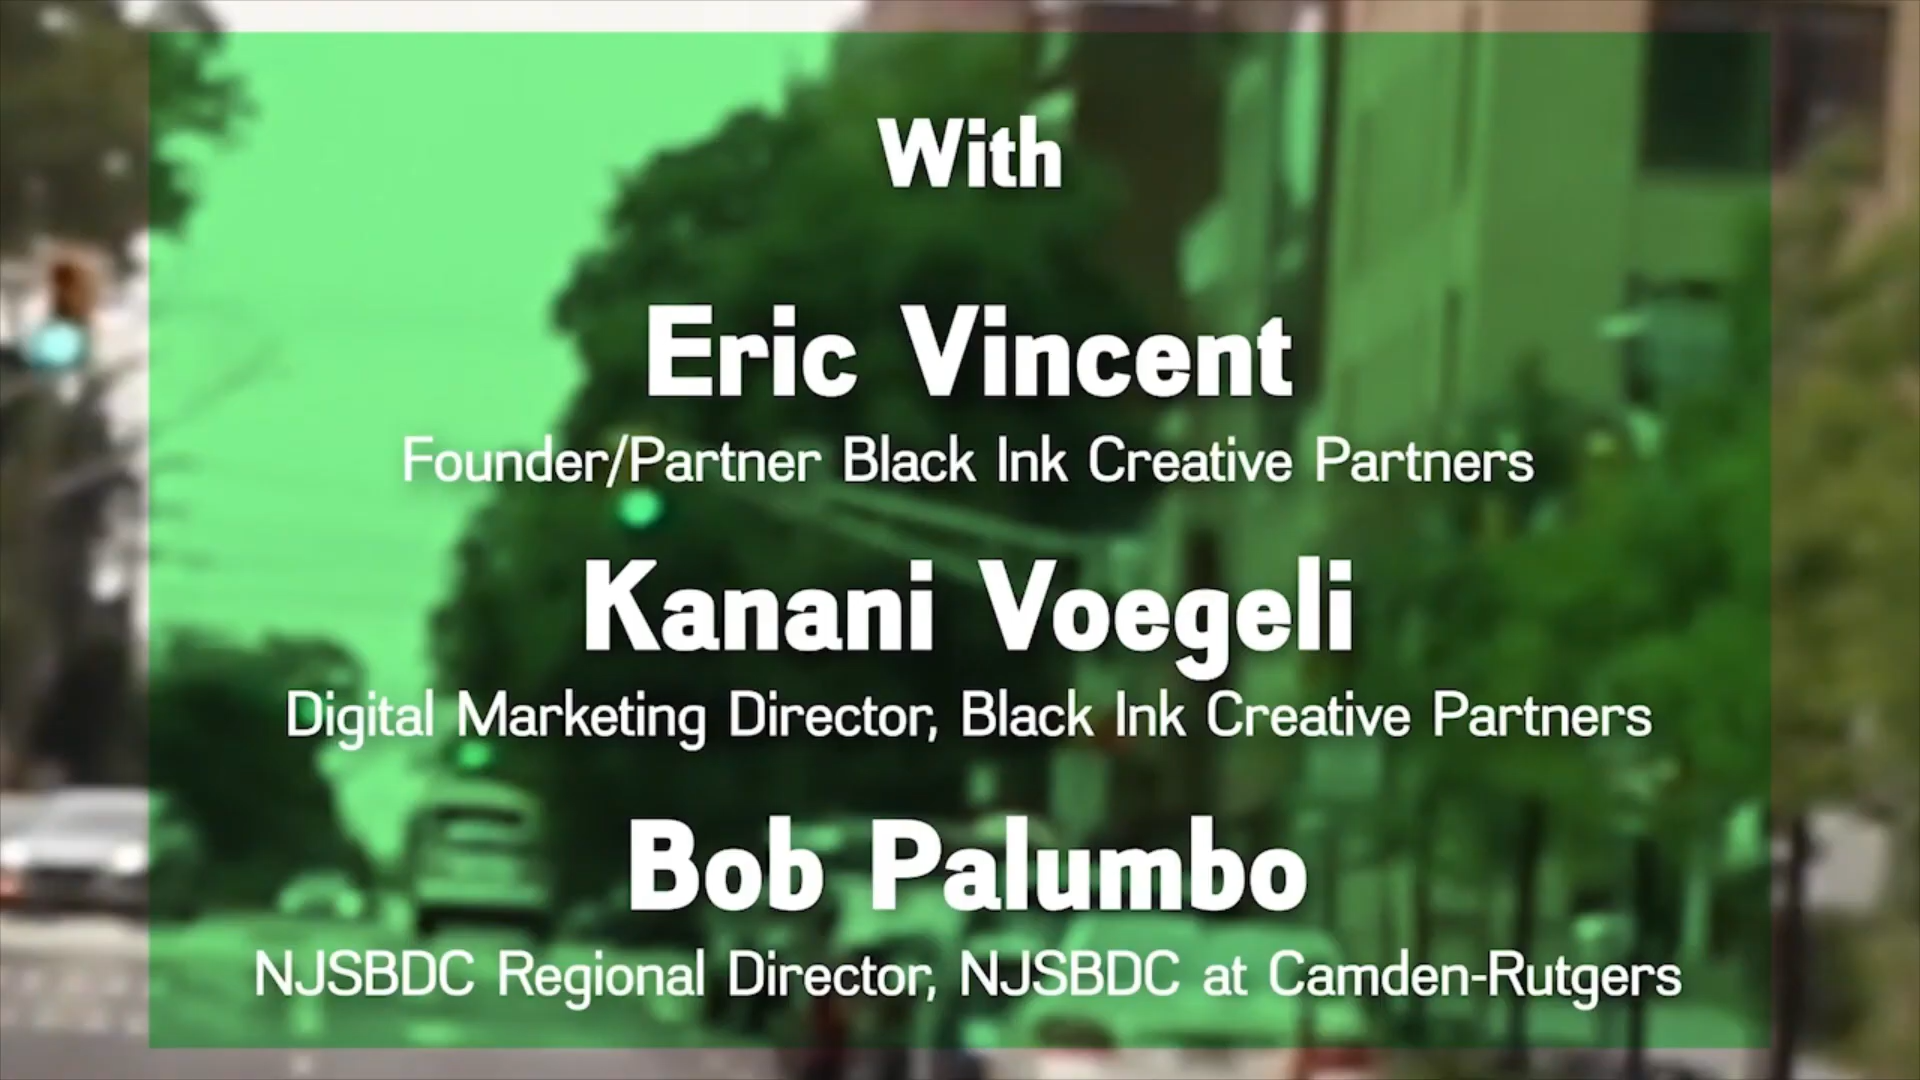 With
Eric Vincent
Founder/Partner Black Ink Creative Partners
Kanani Voegeli
Digital Marketing Director, Black Ink Creative Partners
Bob Palumbo
NJSBDC Regional Director, NJSBDC at Camden-Rutgers